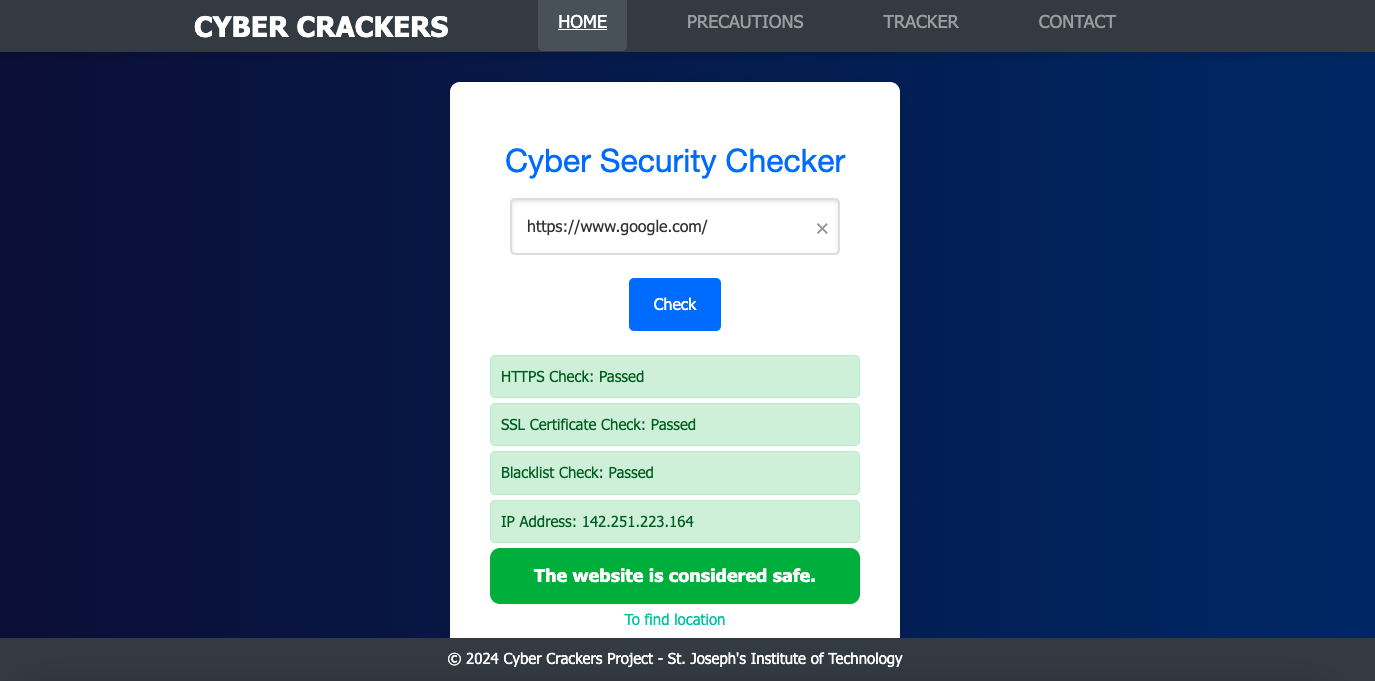 CYBER CRACKERS HOME PRECAUTIONS TRACKER CONTACT
Cyber Security Checker
https://www.google.com/ ×
Check
HTTPS Check: Passed
SSL Certificate Check: Passed
Blacklist Check: Passed
IP Address: 142.251.223.164
The website is considered safe.
To find location
© 2024 Cyber Crackers Project - St. Joseph's Institute of Technology